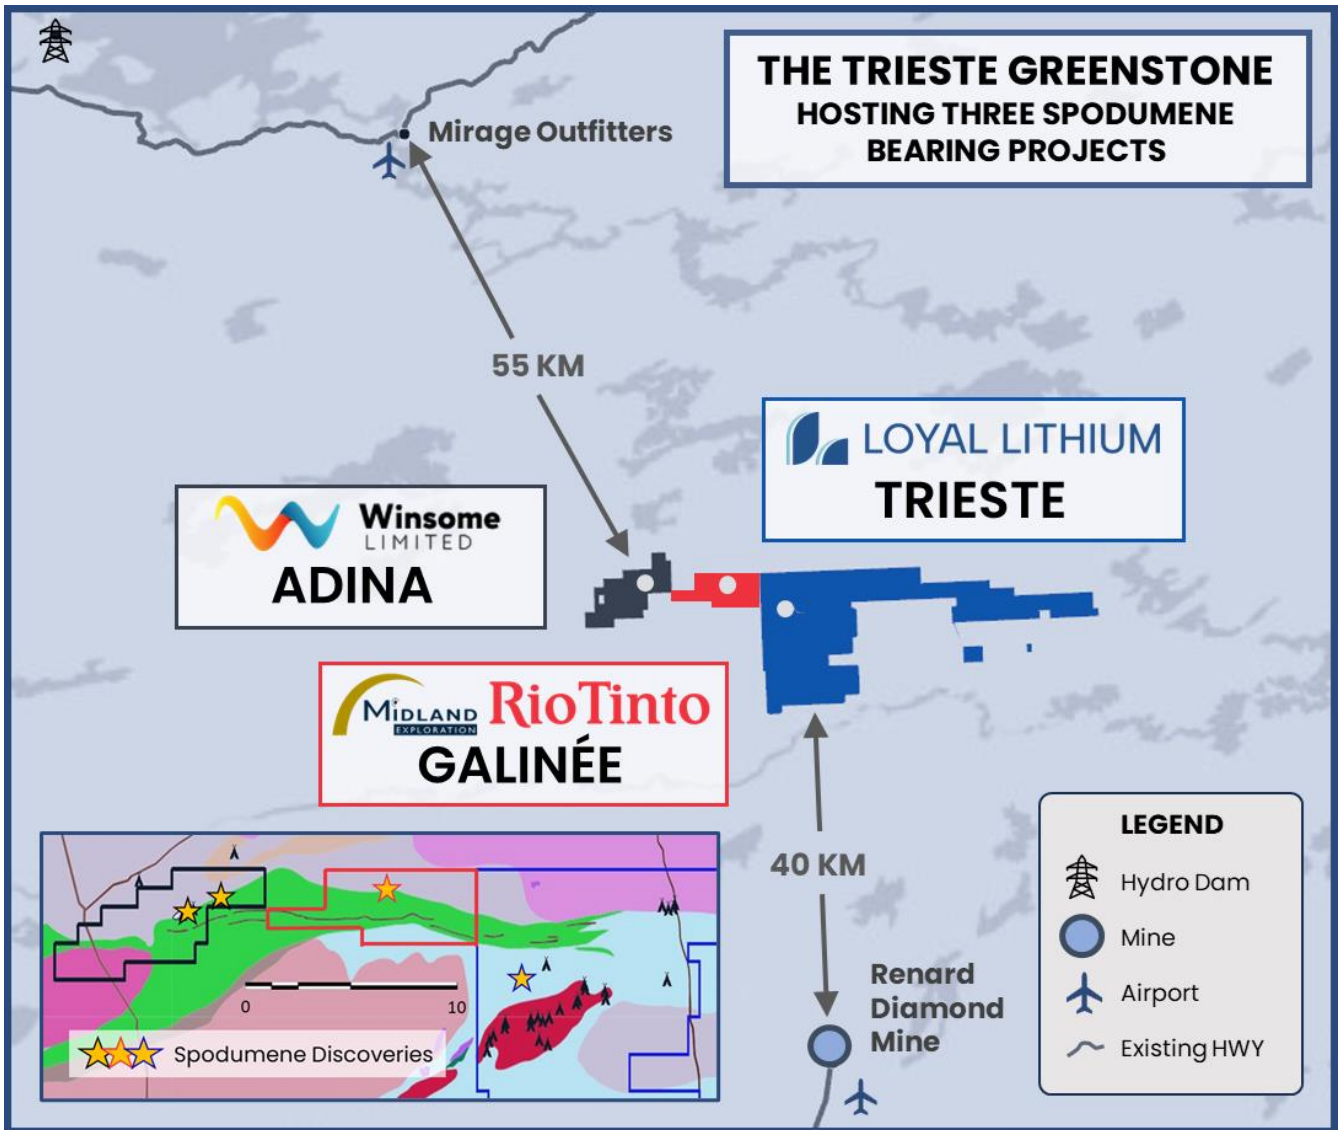 THE TRIESTE GREENSTONE
HOSTING THREE SPODUMENE
BEARING PROJECTS
Mirage Outfitters
55 KM
LOYAL LITHIUM
TRIESTE
Winsome
LIMITED
ADINA
MIDLAND
EXPLORATION
RioTinto
GALINÉE
40 KM
Renard
Diamond
Mine
LEGEND
Hydro Dam
Mine
Airport
Existing HWY
0
10
Spodumene Discoveries